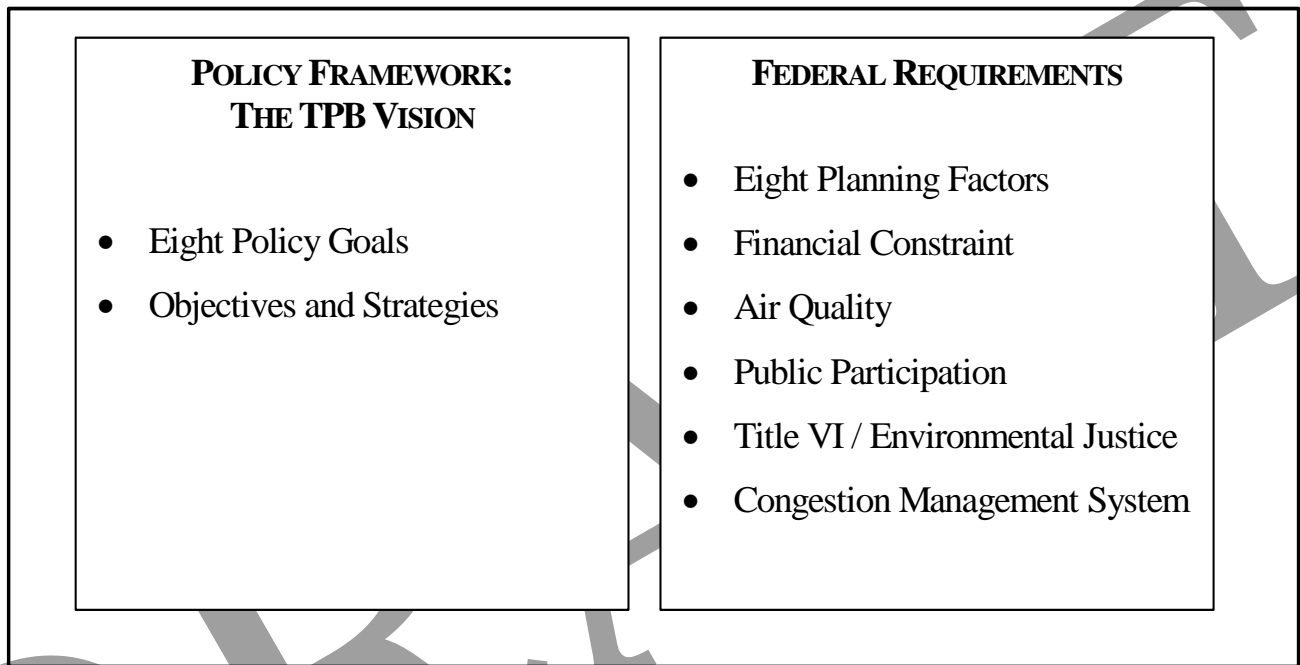 POLICY FRAMEWORK:
THE TPB VISION
• Eight Policy Goals
• Objectives and Strategies
FEDERAL REQUIREMENTS
• Eight Planning Factors
• Financial Constraint
• Air Quality
• Public Participation
• Title VI / Environmental Justice
• Congestion Management System